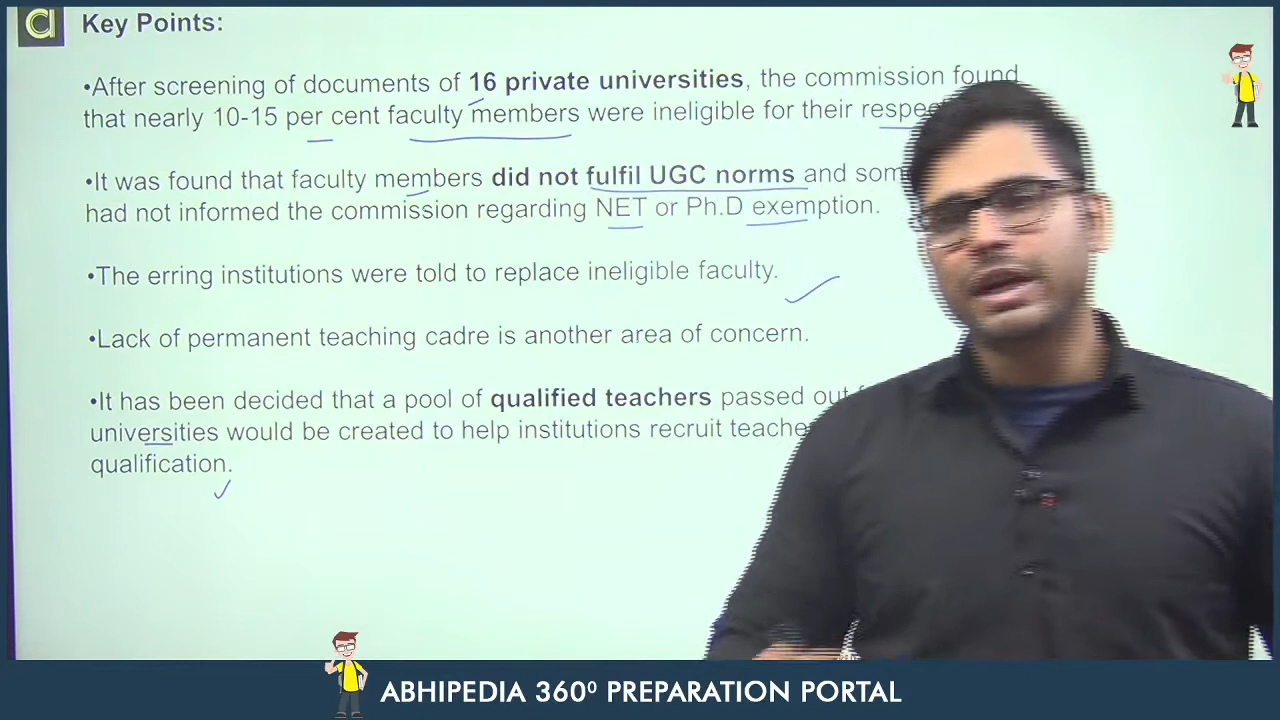 a
Key Points:
•After screening of documents of 16 private universities, the commission found
that nearly 10-15 per cent faculty members were ineligible for their
•It was found that faculty members did not fulfil UGC norms and
had not informed the commission regarding NET or Ph.D exemption.
•The erring institutions were told to replace ineligible faculty.
•Lack of permanent teaching cadre is another area of concern.
•It has been decided that a pool of qualified teachers passed out
universities would be created to help institutions recruit
qualification.
ABHIPEDIA 360⁰ PREPARATION PORTAL